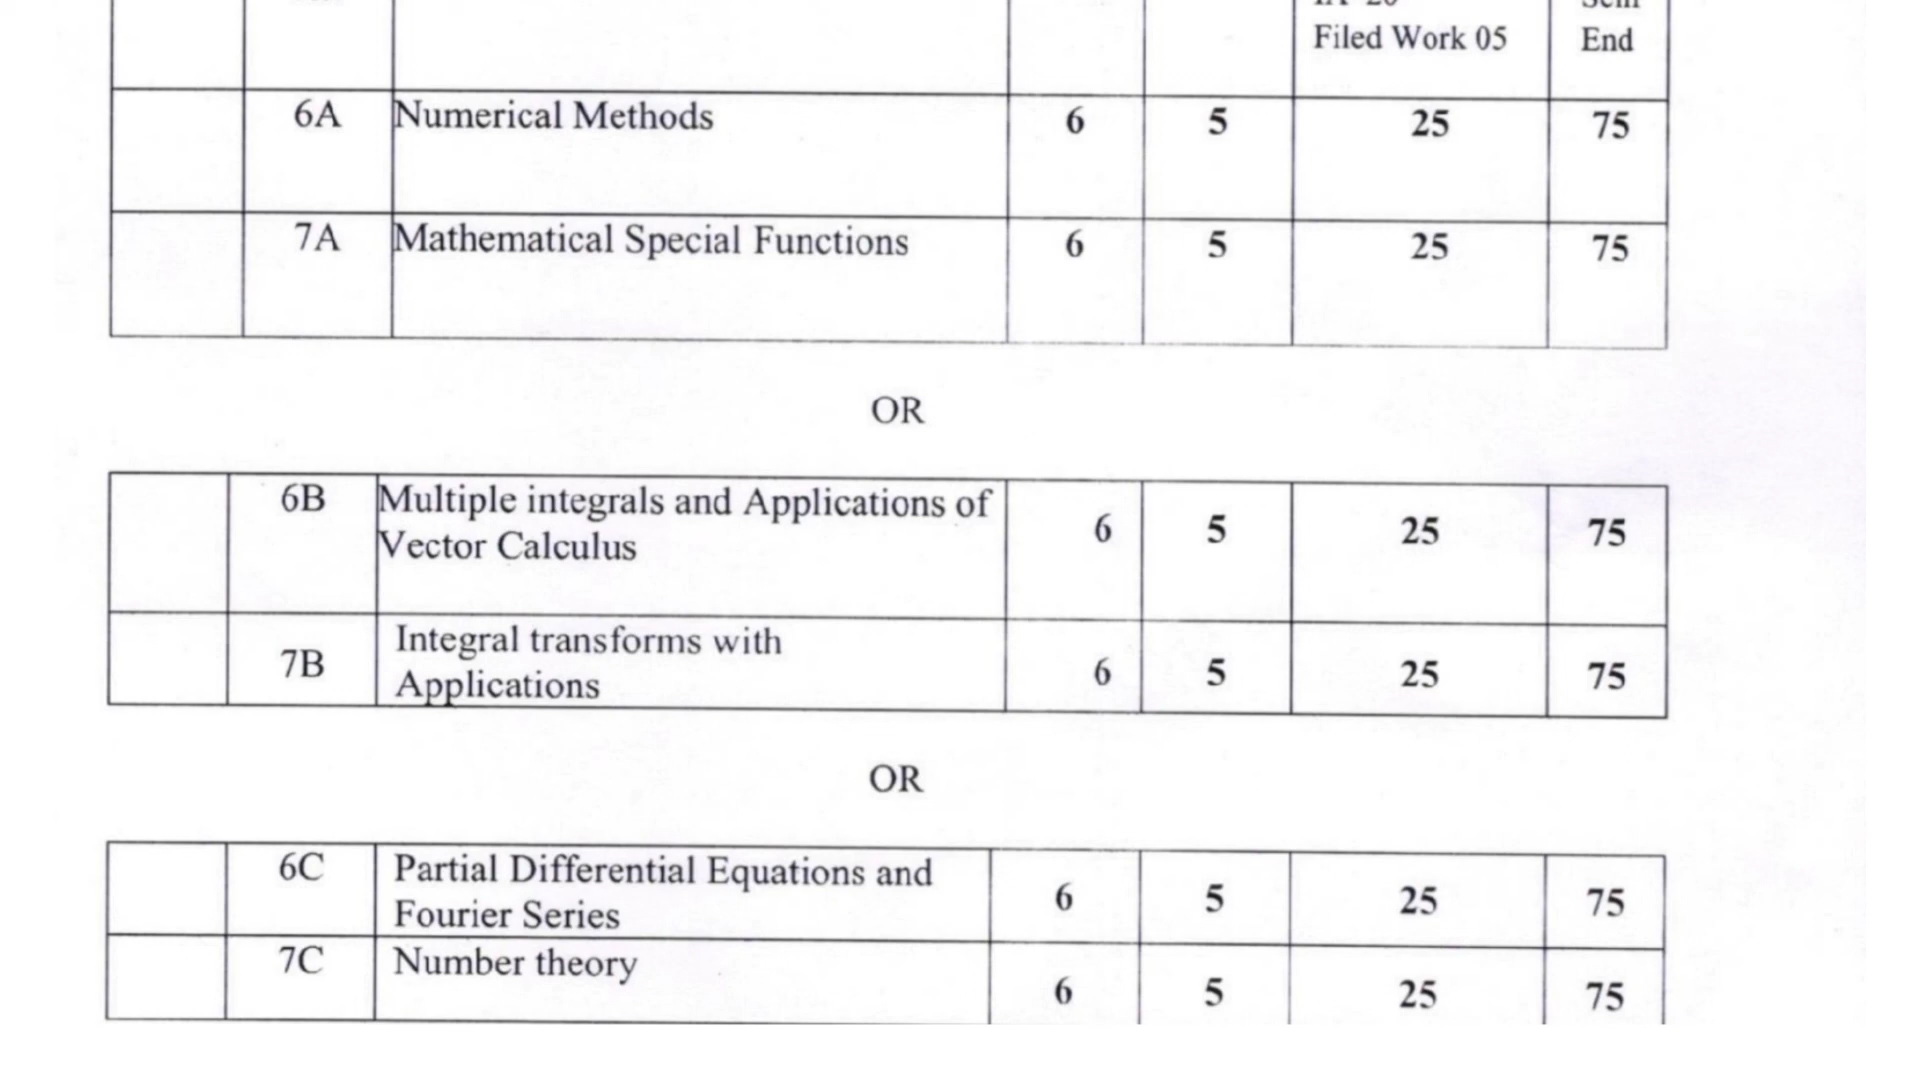 Filed Work 05 End
6A Numerical Methods 6 5 25 75
7A Mathematical Special Functions 6 5 25 75
OR
6B Multiple integrals and Applications of
Vector Calculus 6 5 25 75
Integral transforms with
7B Applications 6 5 25 75
OR
6C Partial Differential Equations and
Fourier Series 6 5 25 75
7C Number theory 6 5 25 75